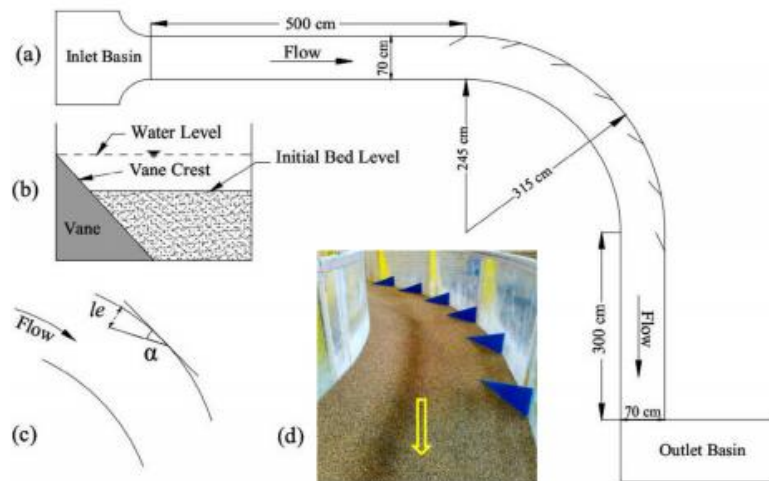 (a)
Inlet Basin
500 cm
Flow
70 cm
245 cm
315 cm
(b)
Water Level
Vane Crest
Initial Bed Level
Vane
(c)
Flow
le
α
(d)
300 cm
Flow
70 cm
Outlet Basin